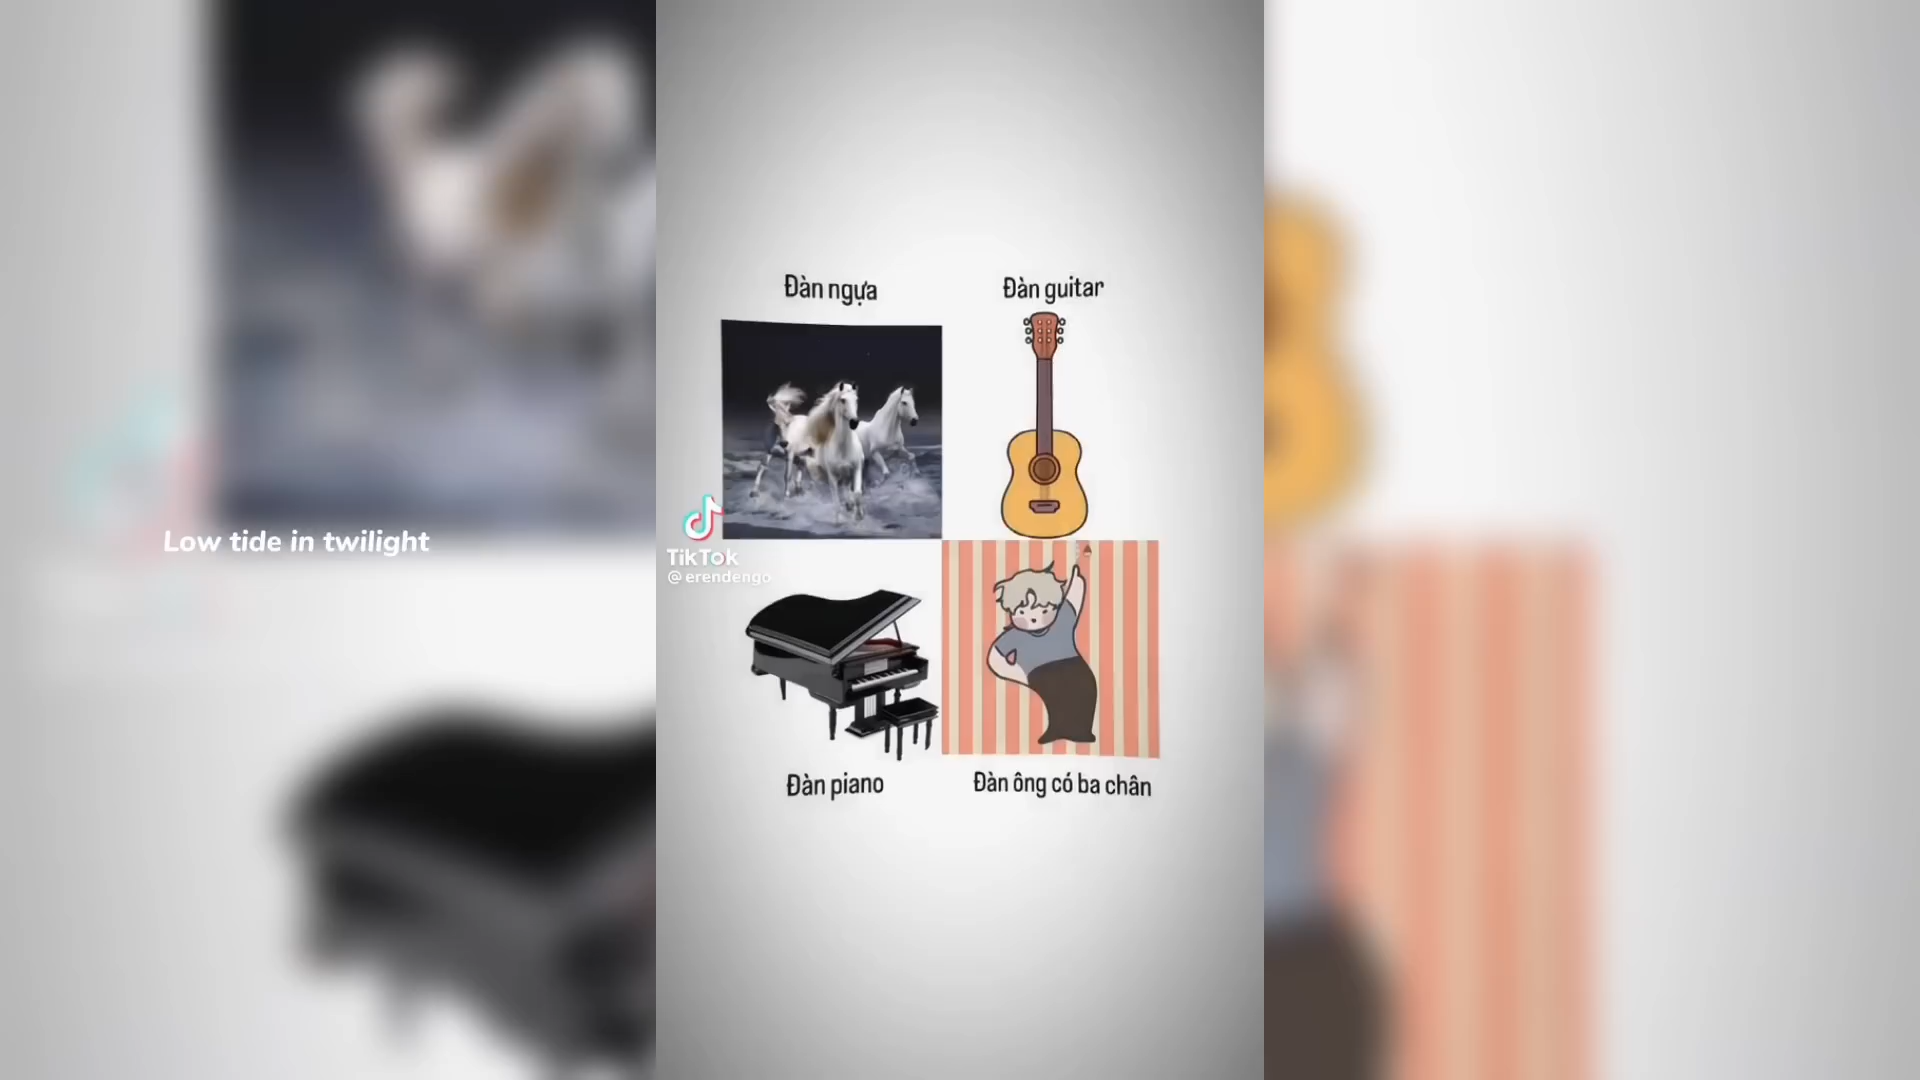 Đàn ngựa
Đàn guitar
TikTok
@erendengo
Low tide in twilight
Đàn piano
Đàn ông có ba chân